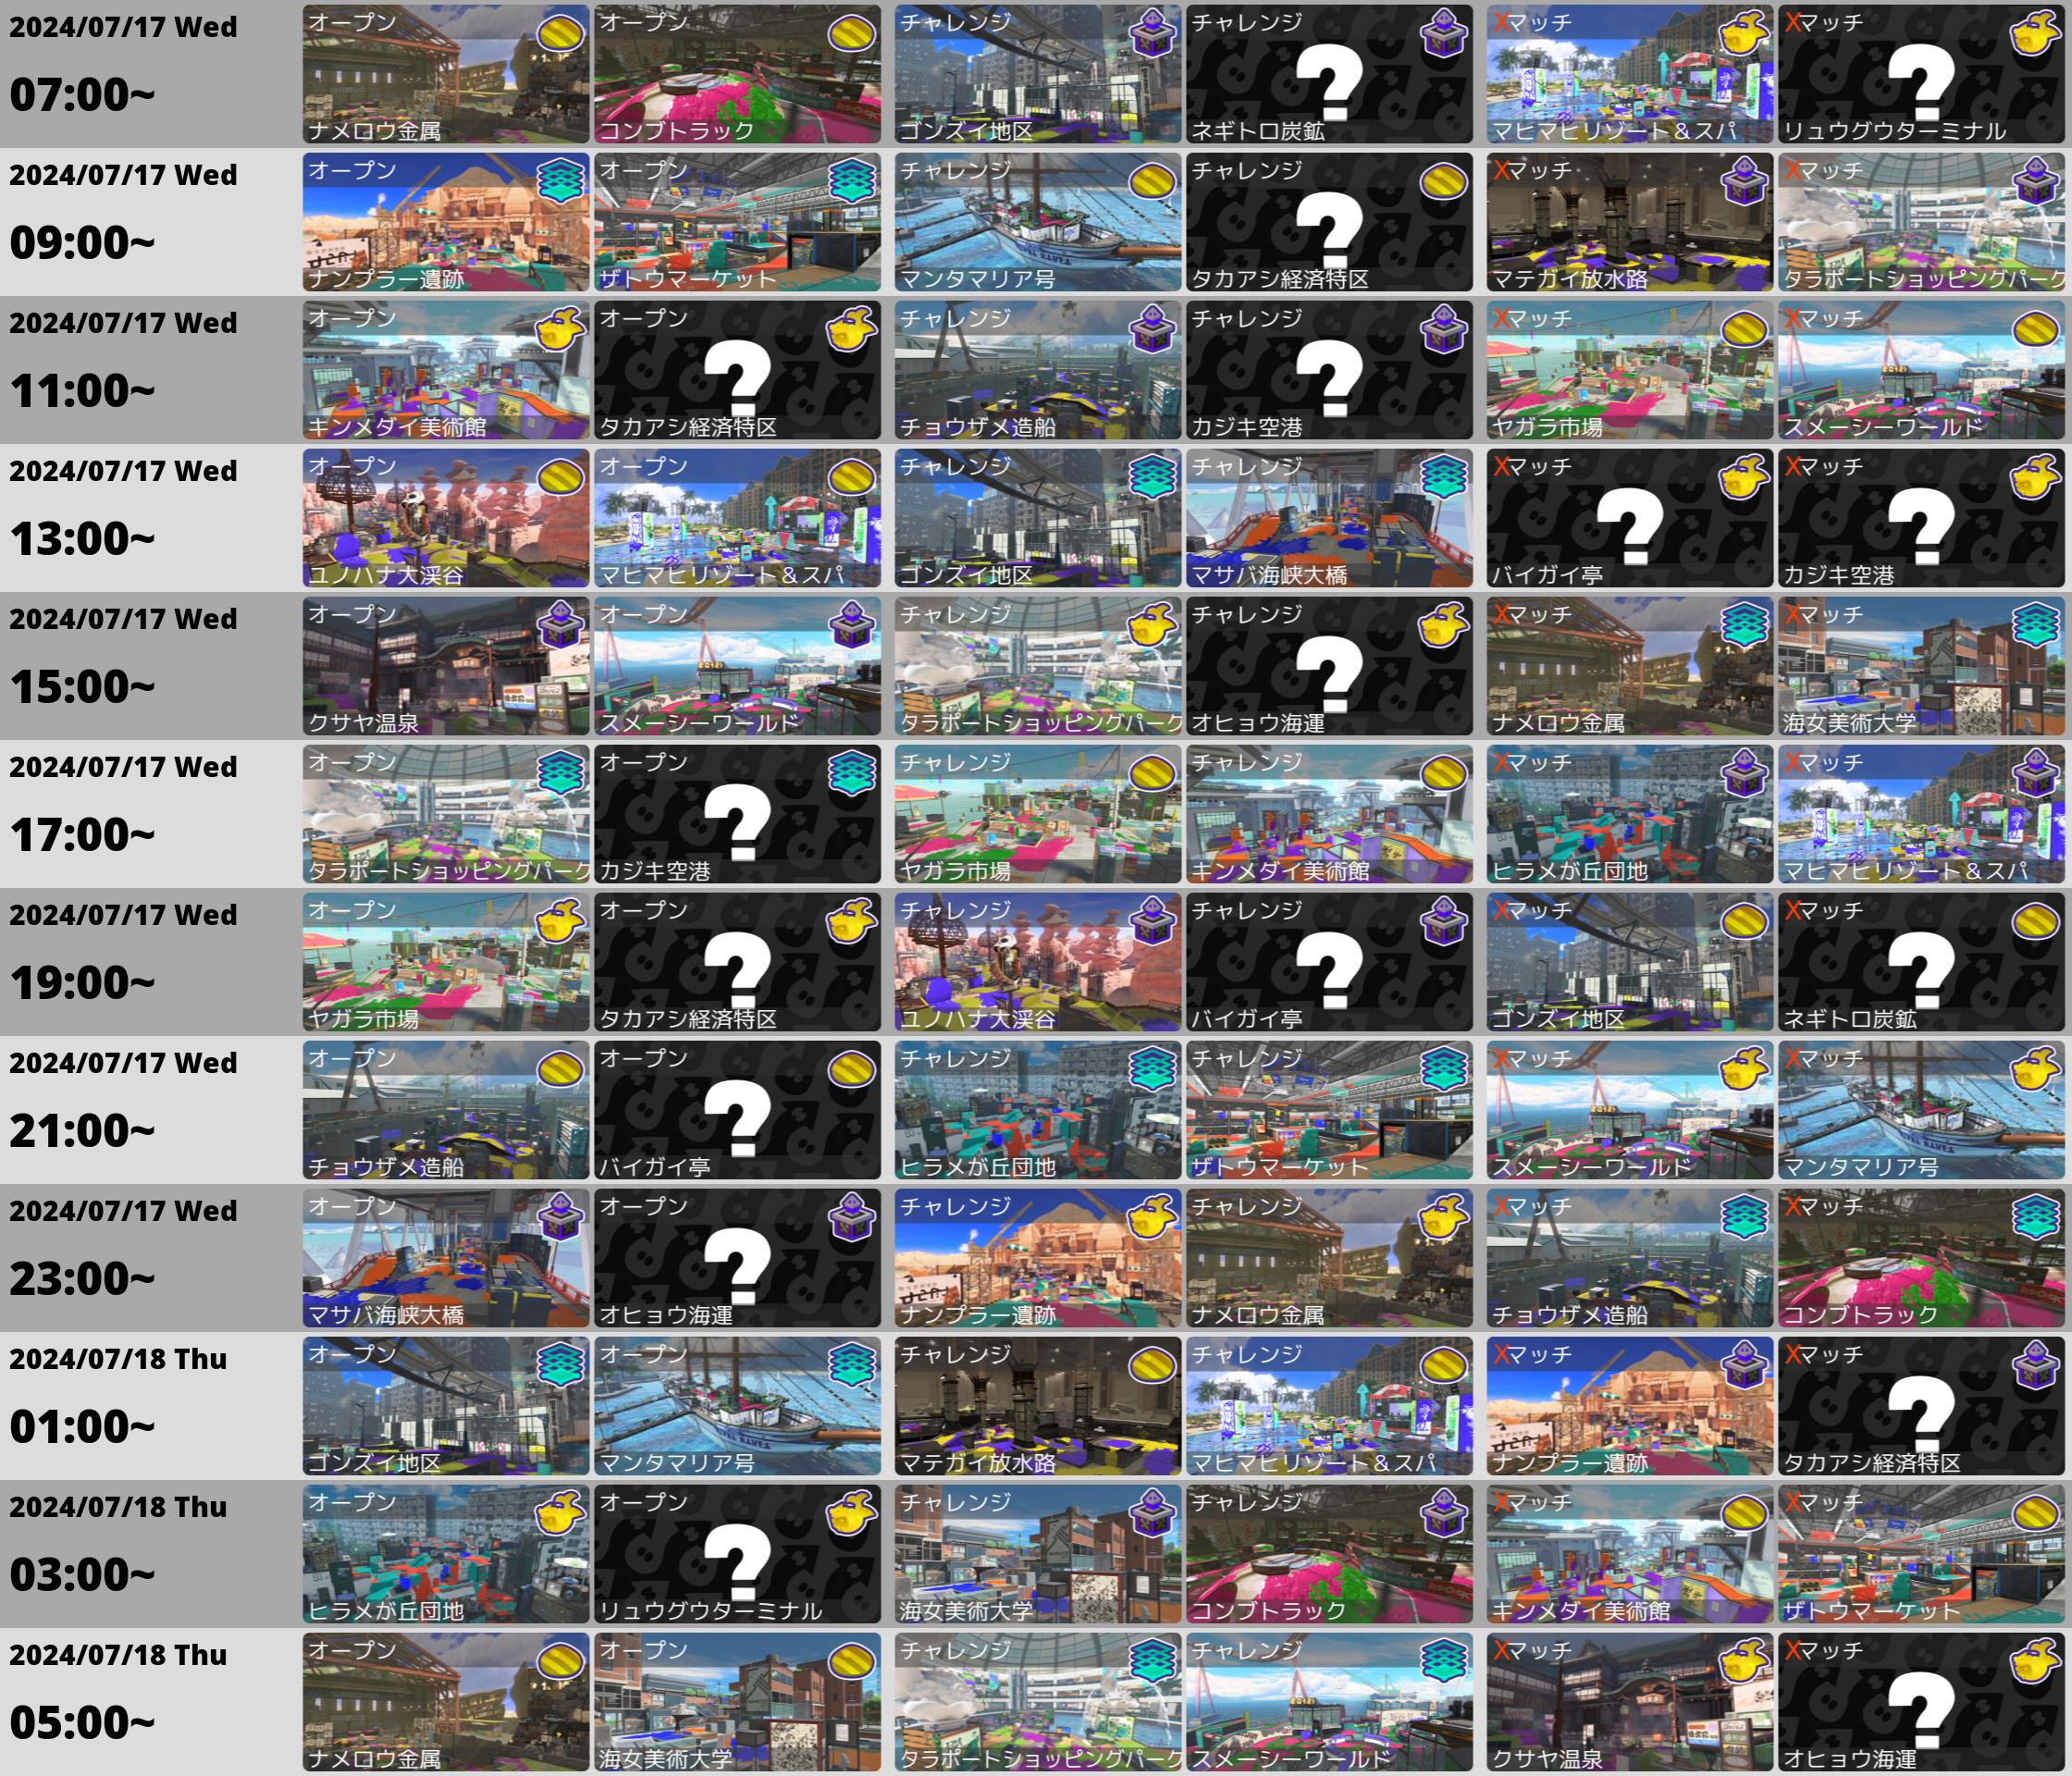 2024/07/17 Wed
07:00~
オープン オープン チャレンジ チャレンジ Xマッチ Xマッチ
ナメロウ金属 コンブトラック ゴンズイ地区 ネギトロ炭鉱 マヒマヒリゾート&スパ リュウグウターミナル
2024/07/17 Wed
09:00~
オープン オープン チャレンジ チャレンジ Xマッチ Xマッチ
ナンプラー遺跡 ザトウマーケット マンタマリア号 タカアシ経済特区 マテガイ放水路 タラポートショッピングパーク
2024/07/17 Wed
11:00~
オープン オープン チャレンジ チャレンジ Xマッチ Xマッチ
キンメダイ美術館 タカアシ経済特区 チョウザメ造船 カジキ空港 ヤガラ市場 スメーシーワールド
2024/07/17 Wed
13:00~
オープン オープン チャレンジ チャレンジ Xマッチ Xマッチ
ユノハナ大渓谷 マヒマヒリゾート&スパ ゴンズイ地区 マサバ海峡大橋 バイガイ亭 カジキ空港
2024/07/17 Wed
15:00~
オープン オープン チャレンジ チャレンジ Xマッチ Xマッチ
クサヤ温泉 スメーシーワールド タラポートショッピングパーク オヒョウ海運 ナメロウ金属 海女美術大学
2024/07/17 Wed
17:00~
オープン オープン チャレンジ チャレンジ Xマッチ Xマッチ
タラポートショッピングパーク カジキ空港 ヤガラ市場 キンメダイ美術館 ヒラメが丘団地 マヒマヒリゾート&スパ
2024/07/17 Wed
19:00~
オープン オープン チャレンジ チャレンジ Xマッチ Xマッチ
ヤガラ市場 タカアシ経済特区 ユノハナ大渓谷 バイガイ亭 ゴンズイ地区 ネギトロ炭鉱
2024/07/17 Wed
21:00~
オープン オープン チャレンジ チャレンジ Xマッチ Xマッチ
チョウザメ造船 バイガイ亭 ヒラメが丘団地 ザトウマーケット スメーシーワールド マンタマリア号
2024/07/17 Wed
23:00~
オープン オープン チャレンジ チャレンジ Xマッチ Xマッチ
マサバ海峡大橋 オヒョウ海運 ナンプラー遺跡 ナメロウ金属 チョウザメ造船 コンブトラック
2024/07/18 Thu
01:00~
オープン オープン チャレンジ チャレンジ Xマッチ Xマッチ
ゴンズイ地区 マンタマリア号 マテガイ放水路 マヒマヒリゾート&スパ ナンプラー遺跡 タカアシ経済特区
2024/07/18 Thu
03:00~
オープン オープン チャレンジ チャレンジ Xマッチ Xマッチ
ヒラメが丘団地 リュウグウターミナル 海女美術大学 コンブトラック キンメダイ美術館 ザトウマーケット
2024/07/18 Thu
05:00~
オープン オープン チャレンジ チャレンジ Xマッチ Xマッチ
ナメロウ金属 海女美術大学 タラポートショッピングパーク スメーシーワールド クサヤ温泉 オヒョウ海運